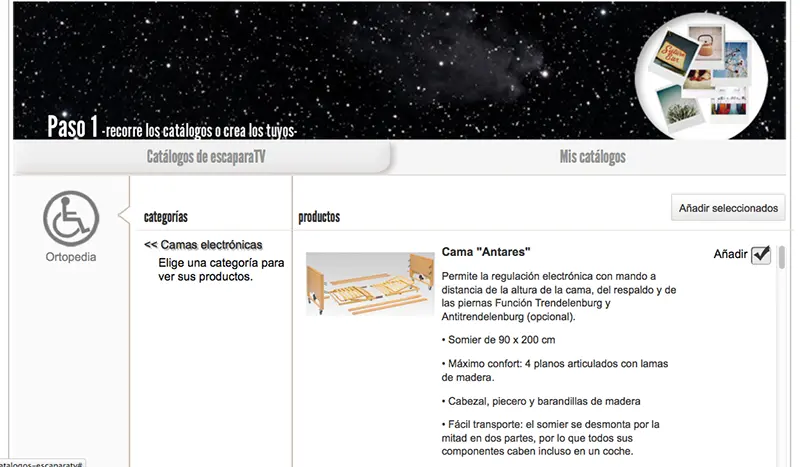 Paso 1 -recorre los catálogos o crea los tuyos-
Catálogos de escaparaTV
Mis catálogos
Ortopedia
categorías
<< Camas electrónicas
Elige una categoría para
ver sus productos.
productos
Añadir seleccionados
Cama "Antares"
Añadir
Permite la regulación electrónica con mando a
distancia de la altura de la cama, del respaldo y de
las piernas Función Trendelenburg y
Antitrendelenburg (opcional).
• Somier de 90 x 200 cm
• Máximo confort: 4 planos articulados con lamas
de madera.
• Cabezal, piecero y barandillas de madera
• Fácil transporte: el somier se desmonta por la
mitad en dos partes, por lo que todos sus
componentes caben incluso en un coche.